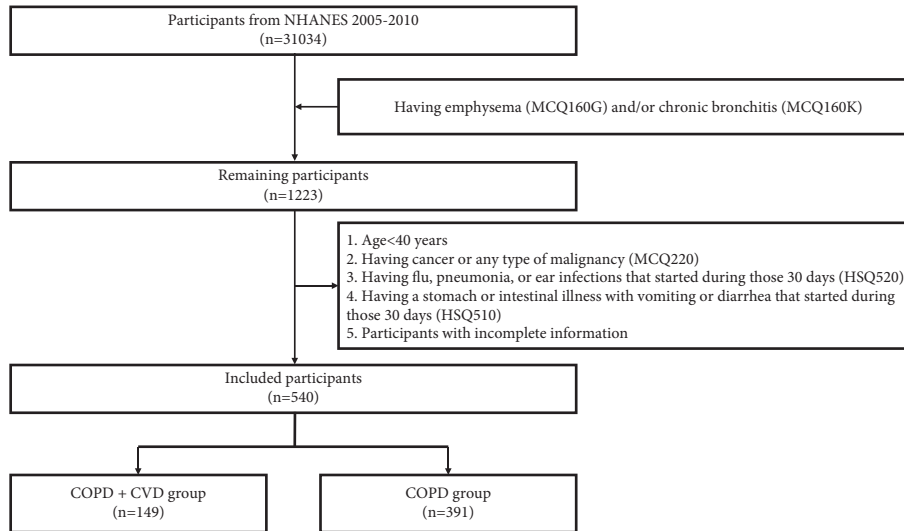 Participants from NHANES 2005-2010
(n=31034)
Having emphysema (MCQ160G) and/or chronic bronchitis (MCQ160K)
Remaining participants
(n=1223)
1. Age<40 years
2. Having cancer or any type of malignancy (MCQ220)
3. Having flu, pneumonia, or ear infections that started during those 30 days (HSQ520)
4. Having a stomach or intestinal illness with vomiting or diarrhea that started during
those 30 days (HSQ510)
5. Participants with incomplete information
Included participants
(n=540)
COPD + CVD group
(n=149)
COPD group
(n=391)